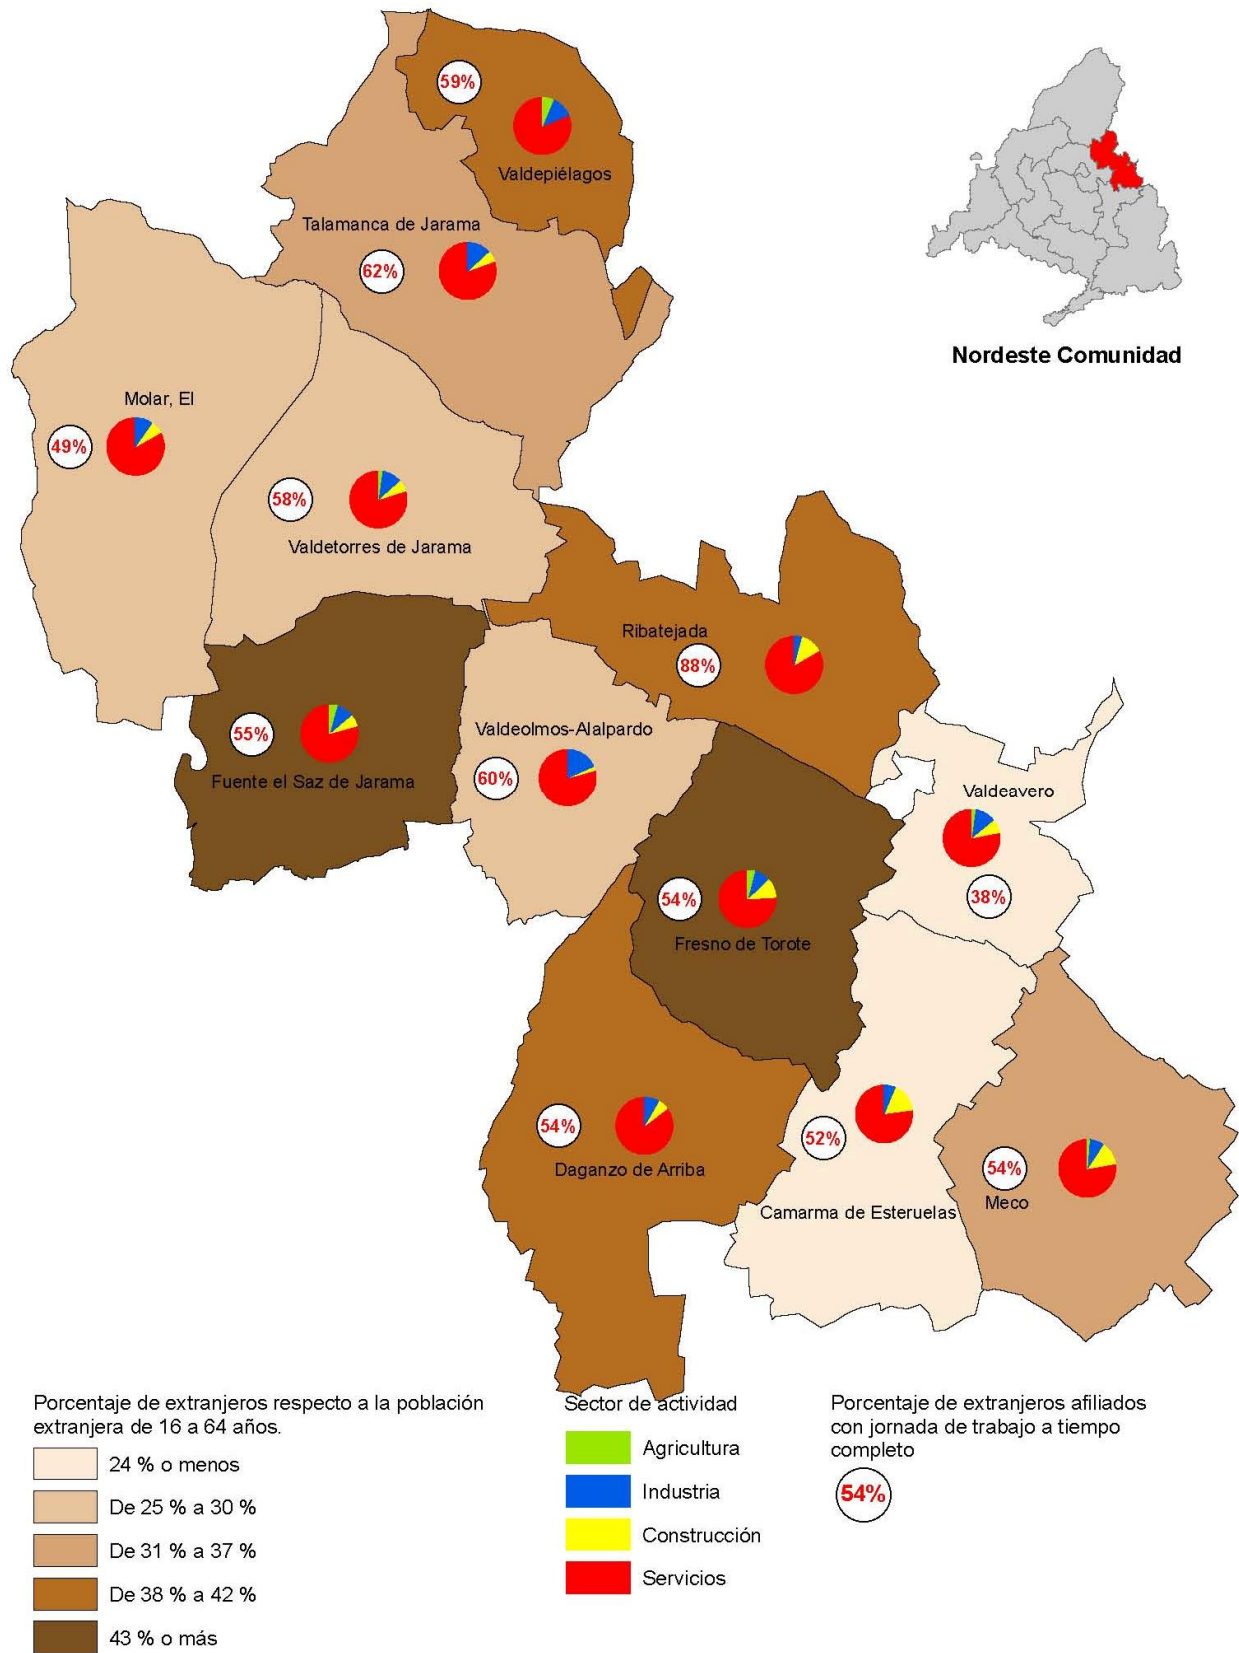 59%
Valdepiélagos
Talamanca de Jarama
62%
Nordeste Comunidad
Molar, El
49%
58%
Valdetorres de Jarama
Ribatejada
88%
Valdeolmos-Alalpardo
55%
Fuente el Saz de Jarama
60%
Valdeavero
38%
54%
Fresno de Torote
54%
Daganzo de Arriba
52%
Camarma de Esteruelas
54%
Meco
Porcentaje de extranjeros respecto a la población
extranjera de 16 a 64 años.
24 % o menos
De 25 % a 30 %
De 31 % a 37 %
De 38 % a 42 %
43 % o más
Sector de actividad
Agricultura
Industria
Construcción
Servicios
Porcentaje de extranjeros afiliados
con jornada de trabajo a tiempo
completo
54%